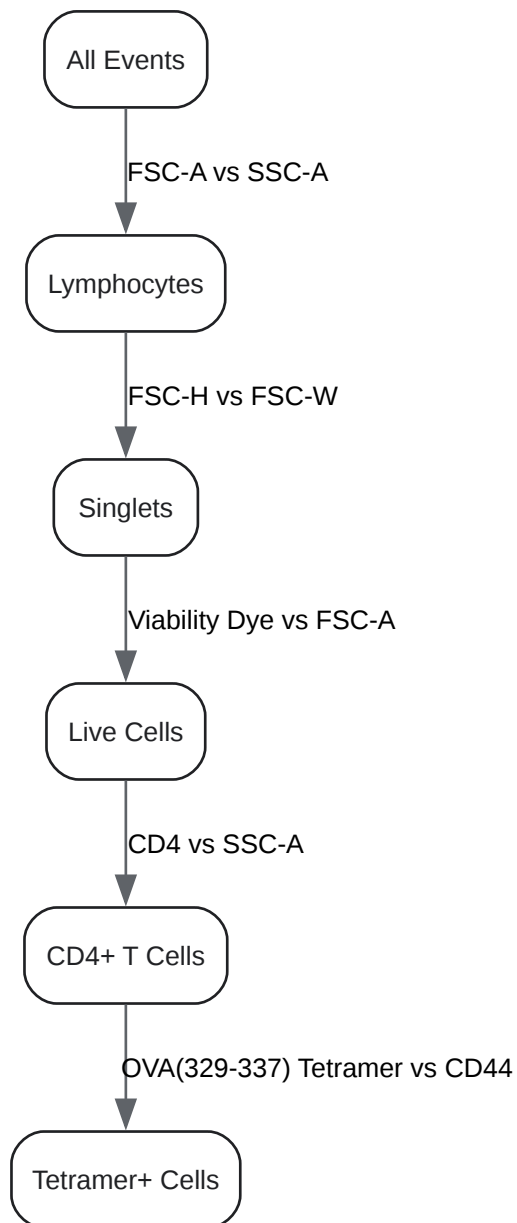 All Events
FSC-A vs SSC-A
Lymphocytes
FSC-H vs FSC-W
Singlets
Viability Dye vs FSC-A
Live Cells
CD4 vs SSC-A
CD4+ T Cells
OVA(329-337) Tetramer vs CD44
Tetramer+ Cells